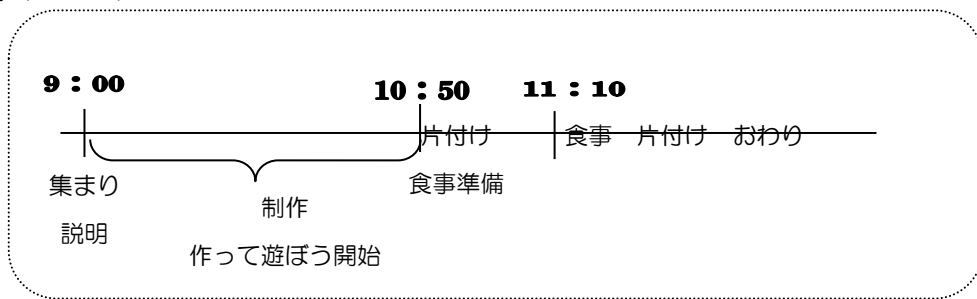 9：00
10：50
11：10
片付け
食事　片付け　おわり
集まり
食事準備
制作
説明
作って遊ぼう開始